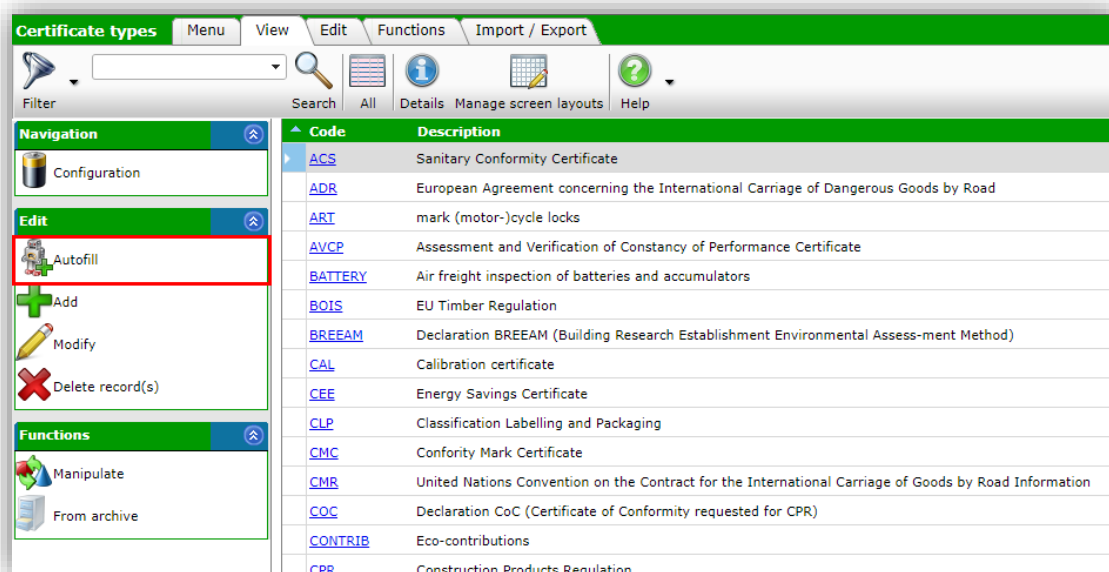 Certificate types Menu View Edit Functions Import / Export
Filter Search All Details Manage screen layouts Help
Navigation
Configuration
Edit
Autofill
Add
Modify
Delete record(s)
Functions
Manipulate
From archive
Code Description
ACS Sanitary Conformity Certificate
ADR European Agreement concerning the International Carriage of Dangerous Goods by Road
ART mark (motor-)cycle locks
AVCP Assessment and Verification of Constancy of Performance Certificate
BATTERY Air freight inspection of batteries and accumulators
BOIS EU Timber Regulation
BREEAM Declaration BREEAM (Building Research Establishment Environmental Assess-ment Method)
CAL Calibration certificate
CEE Energy Savings Certificate
CLP Classification Labelling and Packaging
CMC Confority Mark Certificate
CMR United Nations Convention on the Contract for the International Carriage of Goods by Road Information
COC Declaration CoC (Certificate of Conformity requested for CPR)
CONTRIB Eco-contributions
CPR Construction Products Regulation